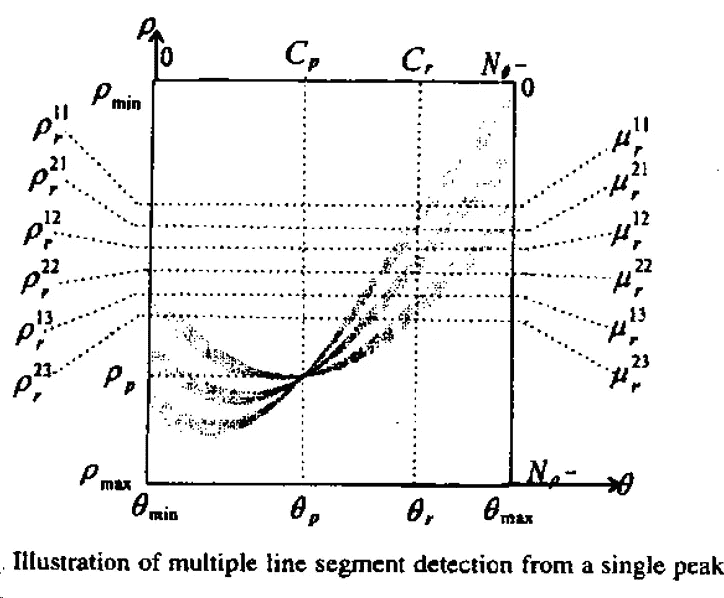 ρ
0 C_p C_r N_θ- 0
ρ_min
ρ_r^11 μ_r^11
ρ_r^21 μ_r^21
ρ_r^12 μ_r^12
ρ_r^22 μ_r^22
ρ_r^13 μ_r^13
ρ_r^23 μ_r^23
ρ_p
ρ_max N_ρ- θ
θ_min θ_p θ_r θ_max
. Illustration of multiple line segment detection from a single peak